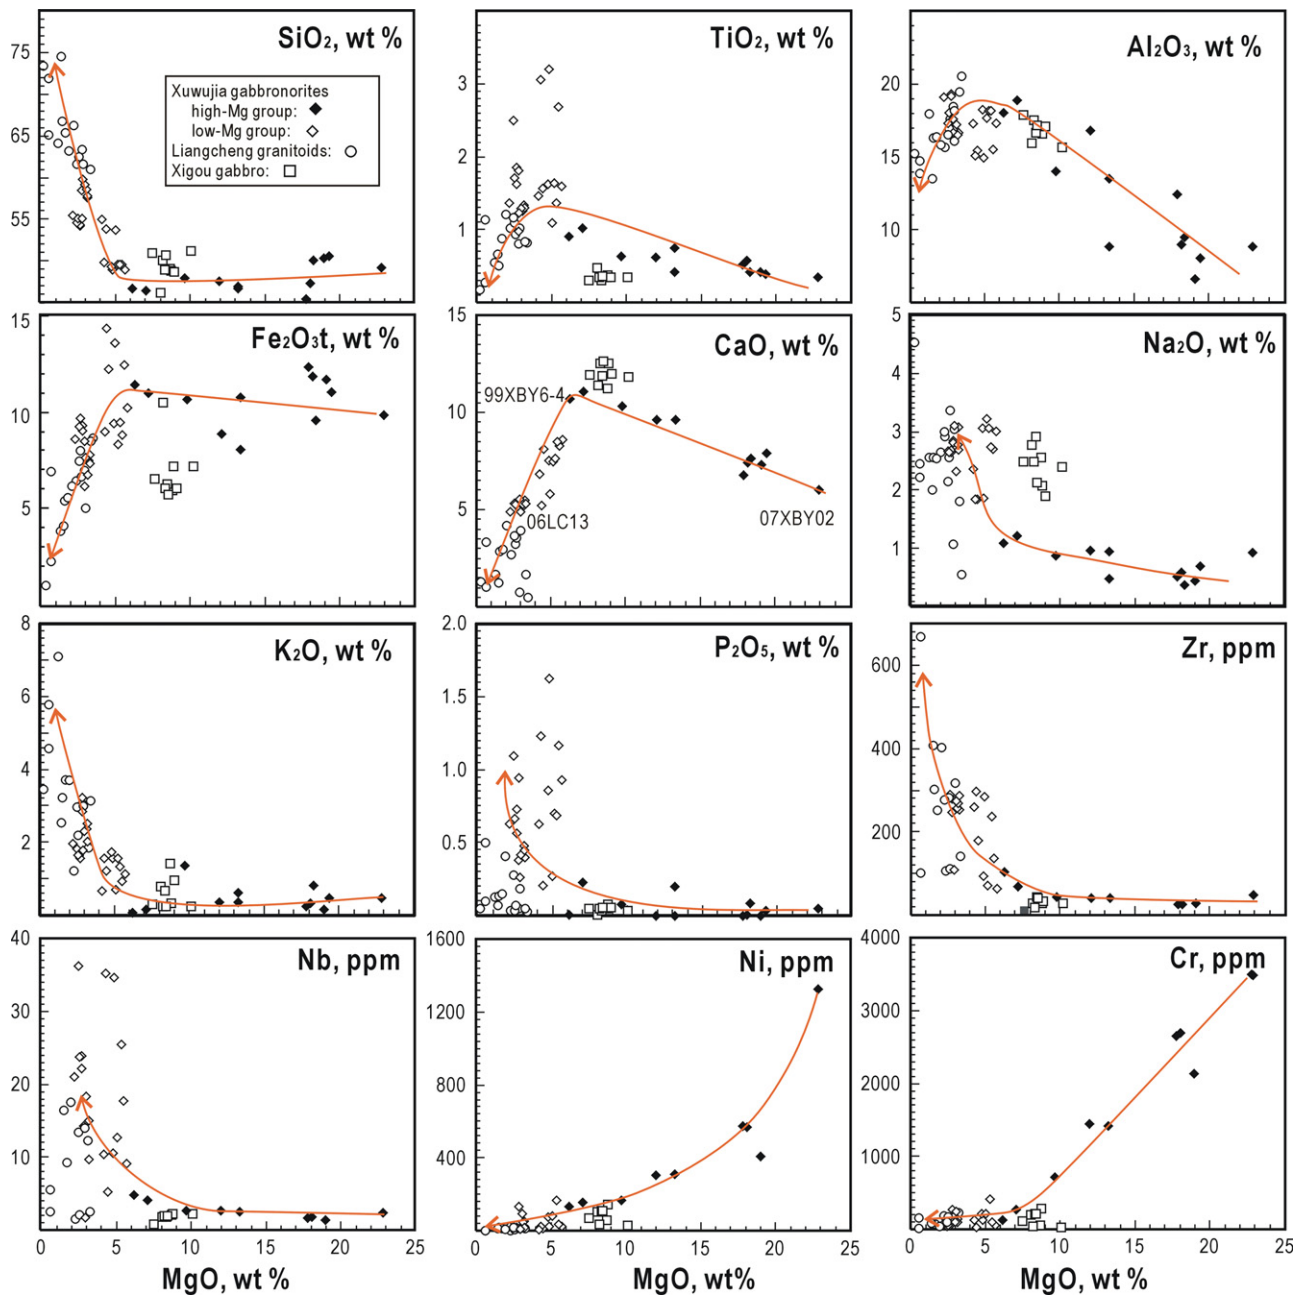 SiO₂, wt %
75
65
55
Xuwujia gabbronorites
high-Mg group:
low-Mg group:
Liangcheng granitoids:
Xigou gabbro:
TiO₂, wt %
3
2
1
Al₂O₃, wt %
20
15
10
Fe₂O₃t, wt %
15
10
5
CaO, wt %
15
10
5
0
99XBY6-4
06LC13
07XBY02
Na₂O, wt %
5
4
3
2
1
K₂O, wt %
8
6
4
2
P₂O₅, wt %
2.0
1.5
1.0
0.5
Zr, ppm
600
400
200
0
Nb, ppm
40
30
20
10
0 5 10 15 20 25
MgO, wt %
Ni, ppm
1600
1200
800
400
0
0 5 10 15 20 25
MgO, wt%
Cr, ppm
4000
3000
2000
1000
0
0 5 10 15 20 25
MgO, wt %